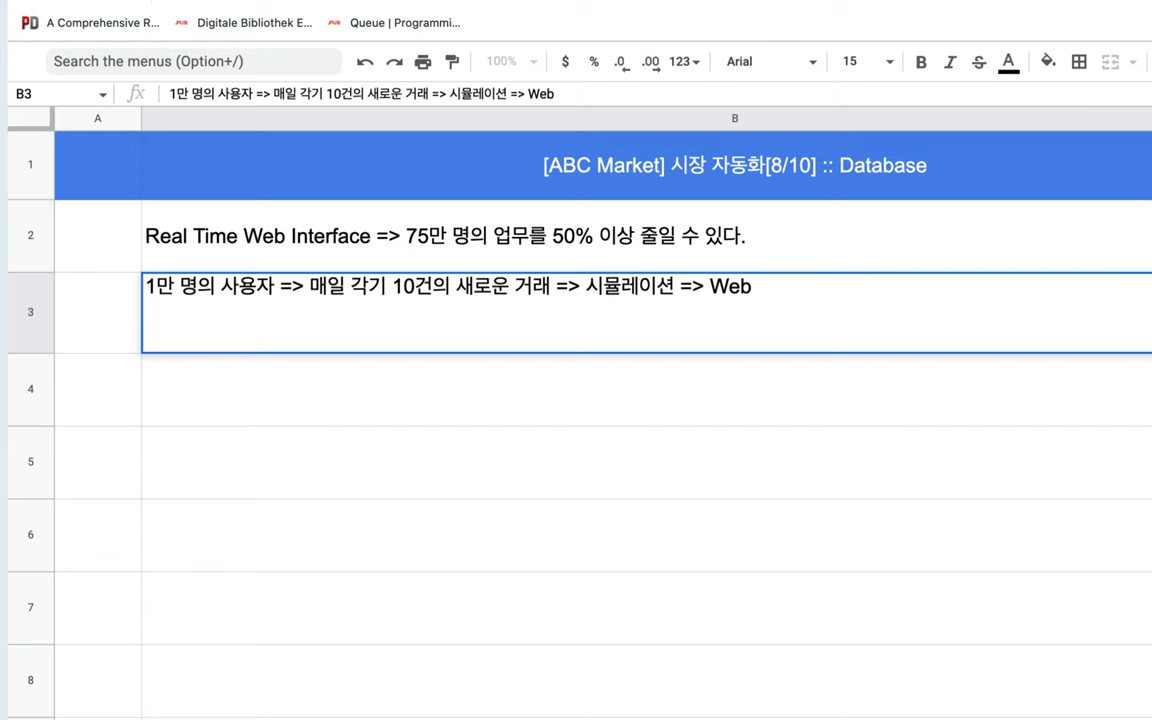 PD A Comprehensive R... PUB Digitale Bibliothek E... PUB Queue | Programmi...
Search the menus (Option+/) 100% $ % .0 .00 123 Arial 15 B I S A
B3 fx 1만 명의 사용자 => 매일 각기 10건의 새로운 거래 => 시뮬레이션 => Web
A B
1 [ABC Market] 시장 자동화[8/10] :: Database
2 Real Time Web Interface => 75만 명의 업무를 50% 이상 줄일 수 있다.
3 1만 명의 사용자 => 매일 각기 10건의 새로운 거래 => 시뮬레이션 => Web
4
5
6
7
8